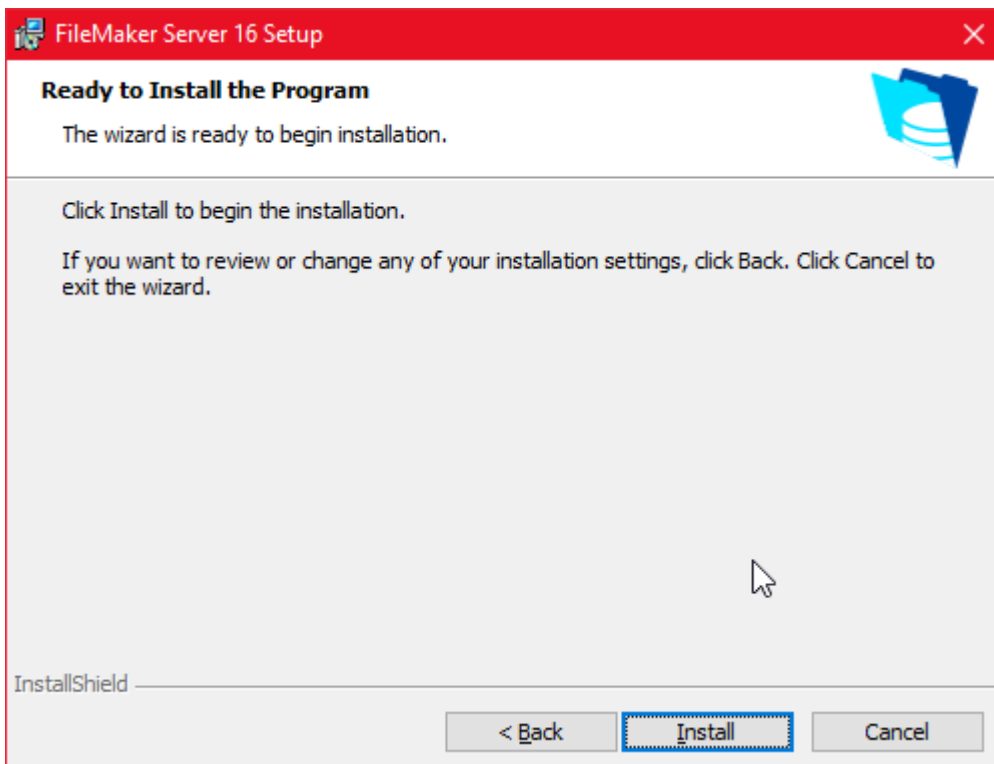 FileMaker Server 16 Setup
Ready to Install the Program
The wizard is ready to begin installation.
Click Install to begin the installation.
If you want to review or change any of your installation settings, click Back. Click Cancel to
exit the wizard.
InstallShield
< Back
Install
Cancel